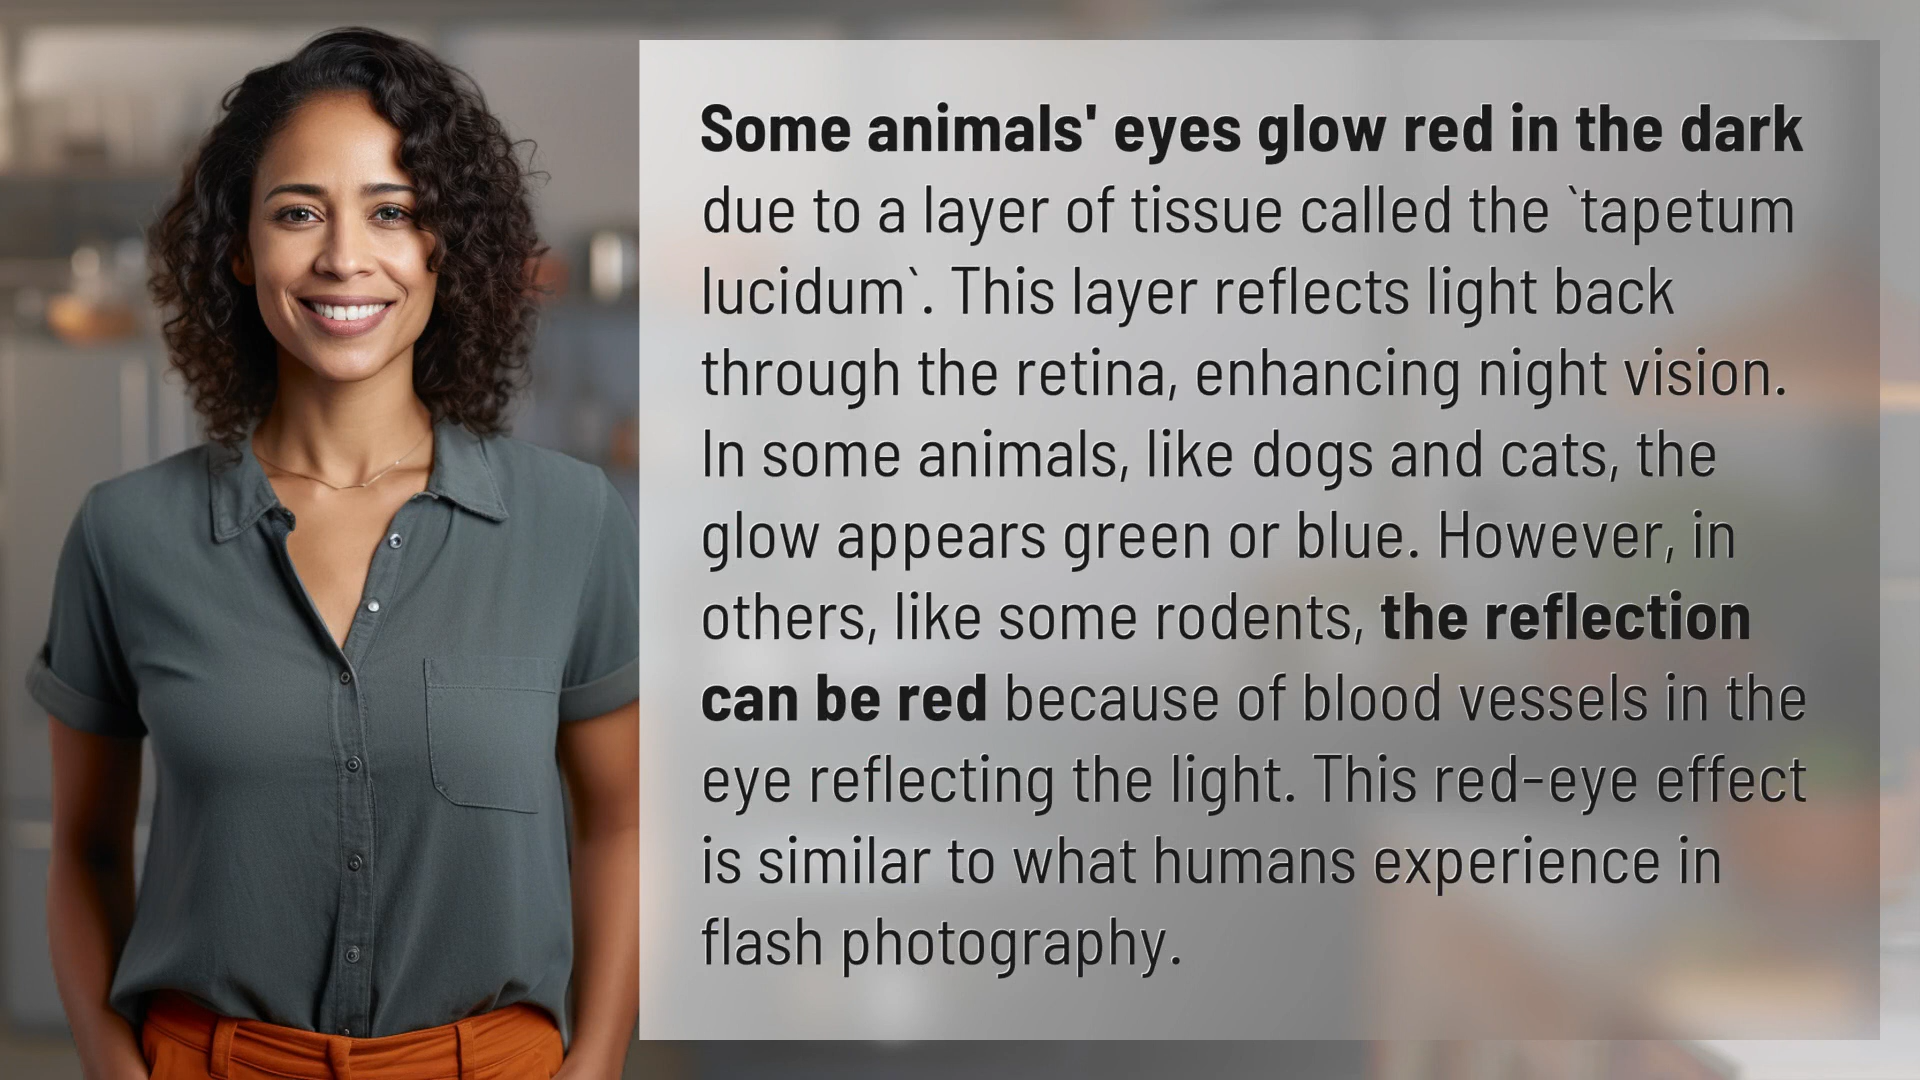 Some animals' eyes glow red in the dark
due to a layer of tissue called the `tapetum
lucidum`. This layer reflects light back
through the retina, enhancing night vision.
In some animals, like dogs and cats, the
glow appears green or blue. However, in
others, like some rodents, the reflection
can be red because of blood vessels in the
eye reflecting the light. This red-eye effect
is similar to what humans experience in
flash photography.